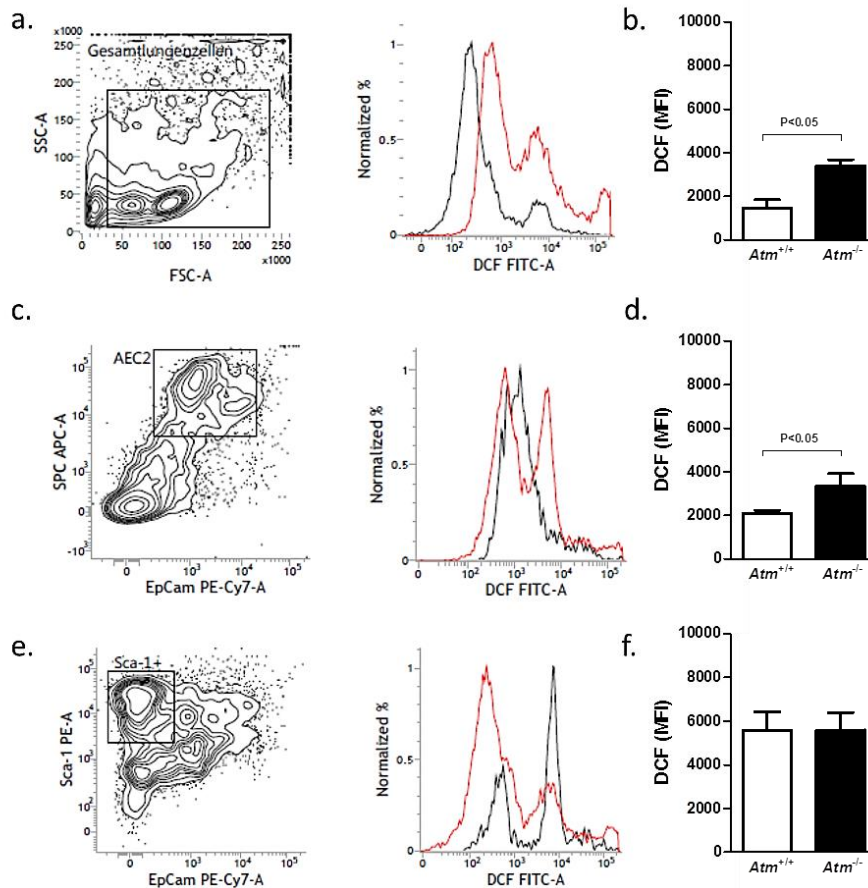 a.
x1000
250
200
150
100
50
0
SSC-A
Gesamtlungenzellen
0 50 100 150 200 250
x1000
FSC-A
Normalized %
1
0.5
0
0 10² 10³ 10⁴ 10⁵
DCF FITC-A
b.
DCF (MFI)
10000
8000
6000
4000
2000
0
P<0.05
Atm+/+ Atm-/-
c.
AEC2
SPC APC-A
10⁵
10⁴
10³
0
-10³
0 10³ 10⁴ 10⁵
EpCam PE-Cy7-A
Normalized %
1
0.5
0
0 10² 10³ 10⁴ 10⁵
DCF FITC-A
d.
DCF (MFI)
10000
8000
6000
4000
2000
0
P<0.05
Atm+/+ Atm-/-
e.
Sca-1+
Sca-1 PE-A
10⁵
10⁴
10³
10²
0
0 10³ 10⁴ 10⁵
EpCam PE-Cy7-A
Normalized %
1
0.5
0
0 10² 10³ 10⁴ 10⁵
DCF FITC-A
f.
DCF (MFI)
10000
8000
6000
4000
2000
0
Atm+/+ Atm-/-